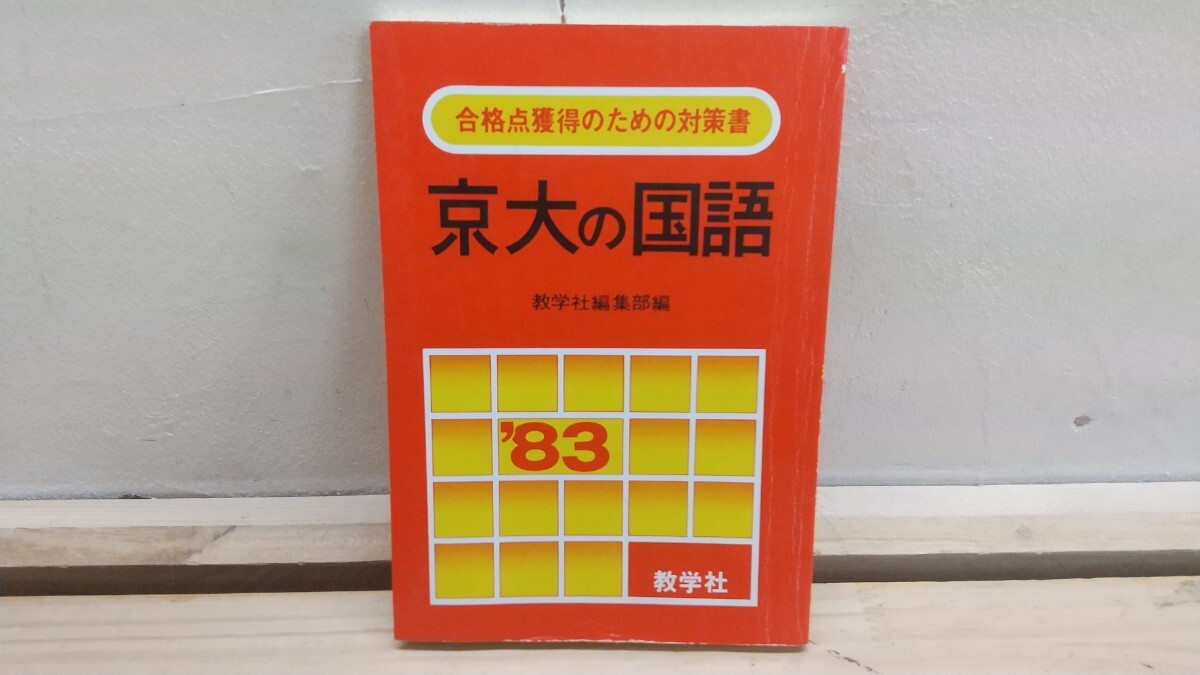 合格点獲得のための対策書
京大の国語
教学社編集部編
'83
教学社